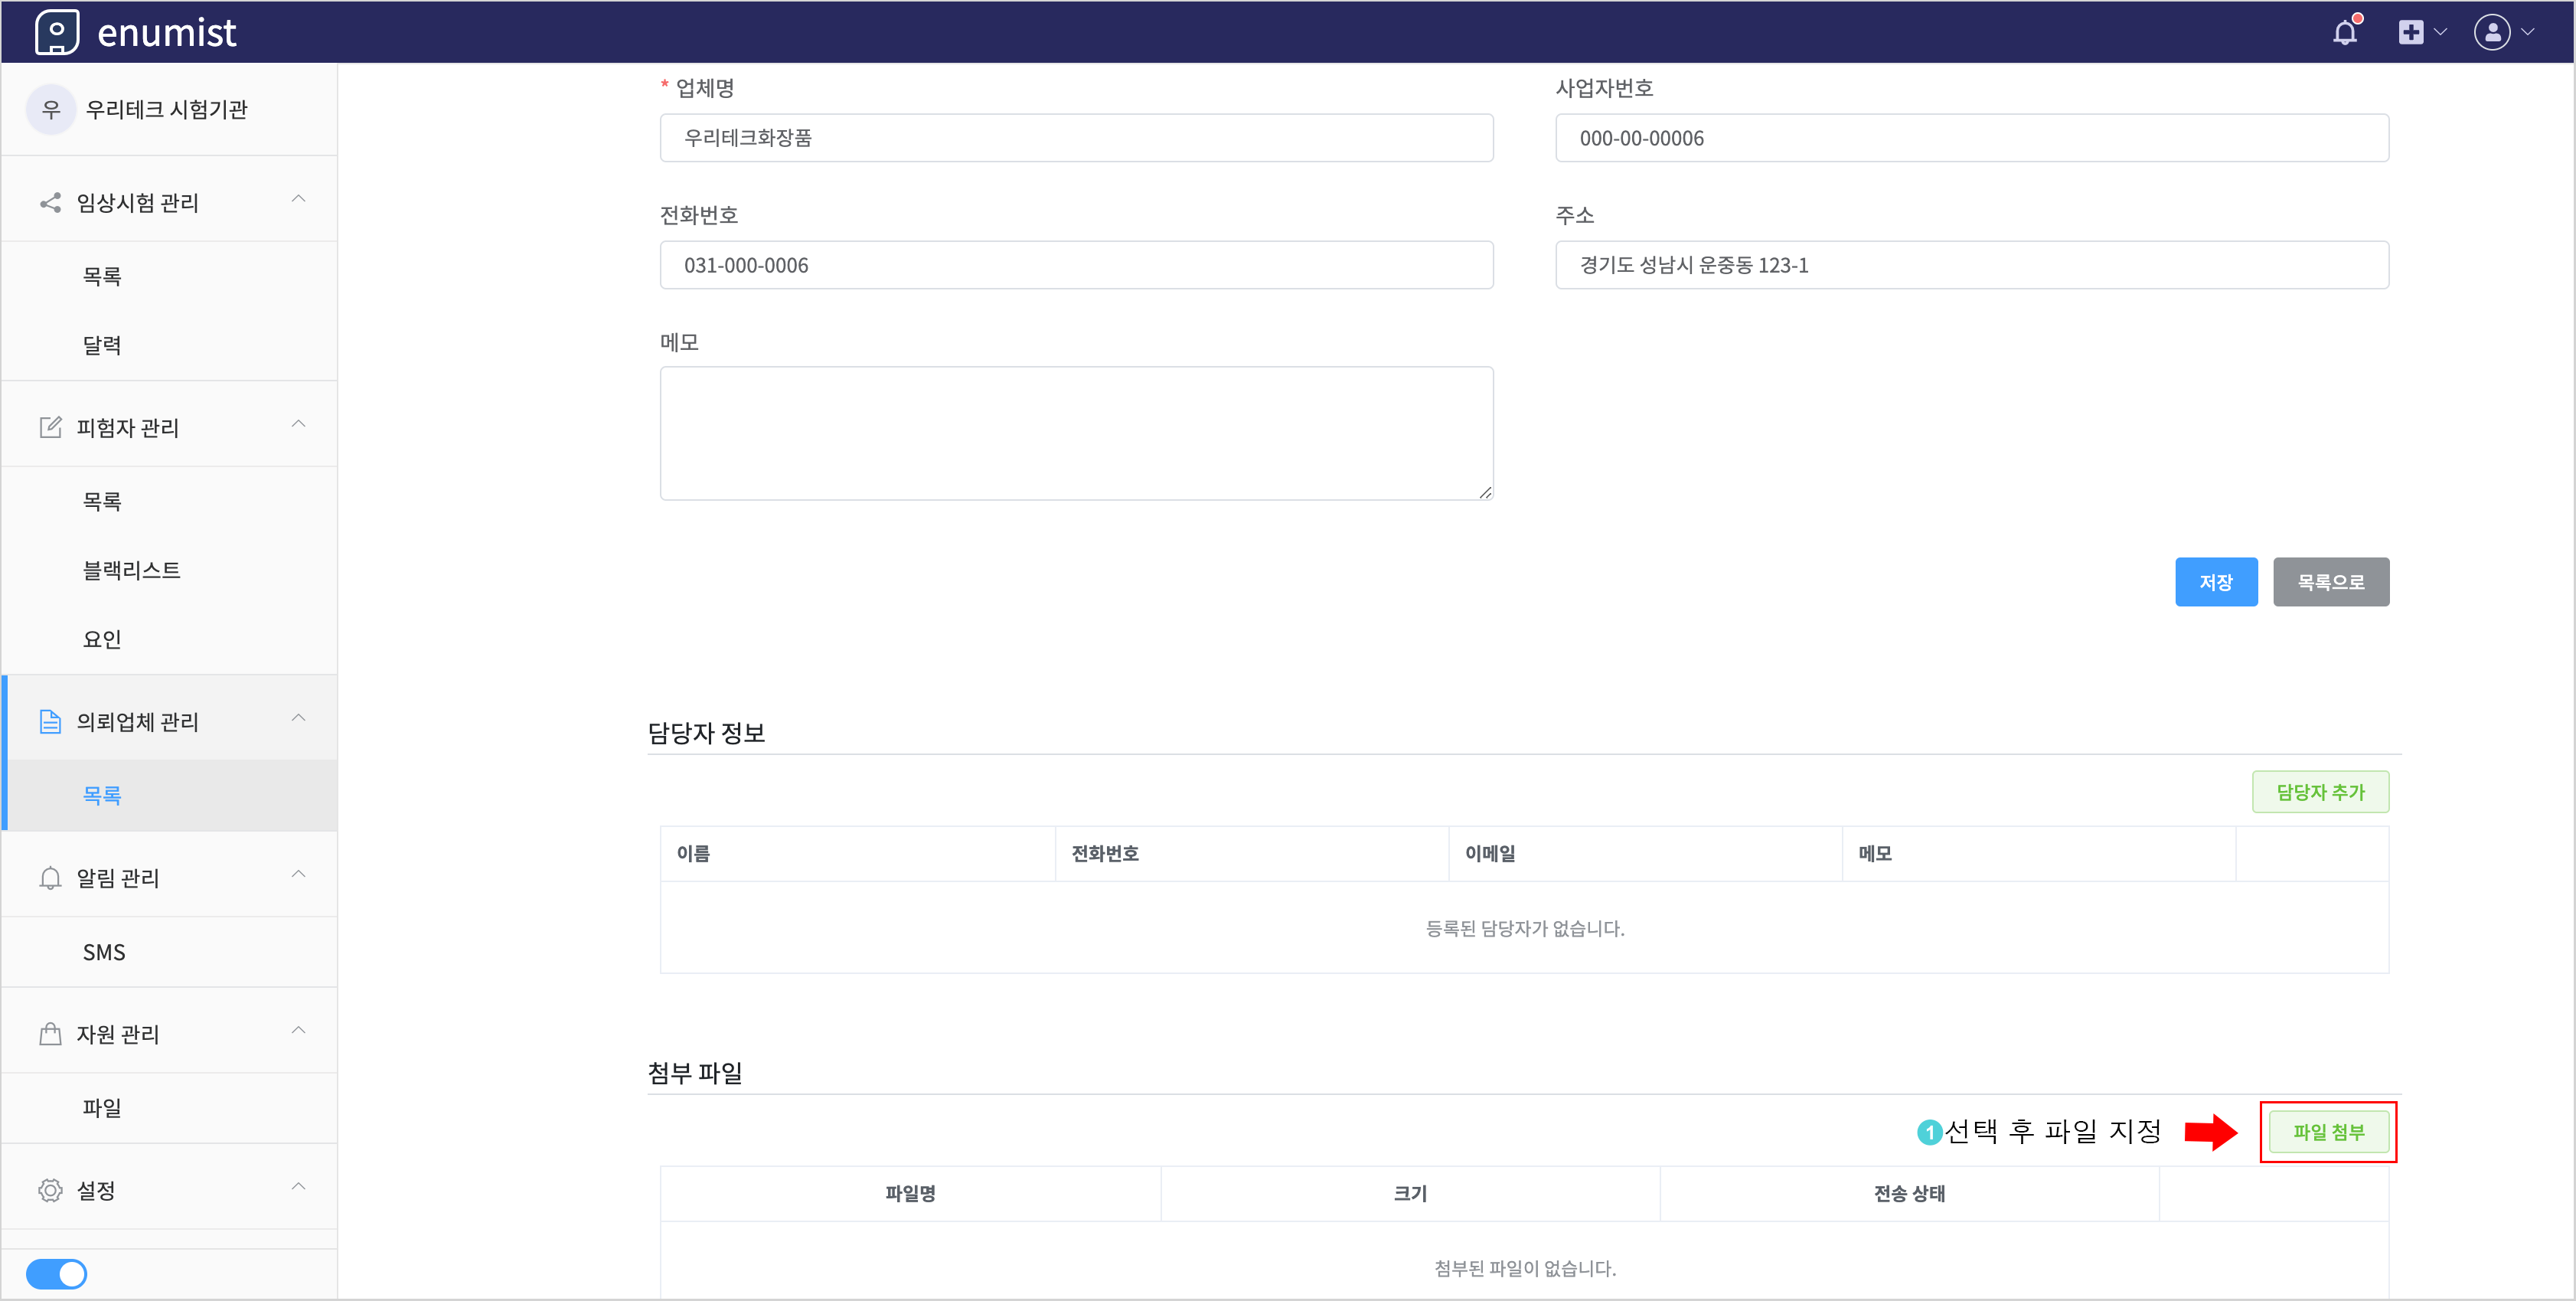 enumist
우 우리테크 시험기관
임상시험 관리
목록
달력
피험자 관리
목록
블랙리스트
요인
의뢰업체 관리
목록
알림 관리
SMS
자원 관리
파일
설정
* 업체명
우리테크화장품
사업자번호
000-00-00006
전화번호
031-000-0006
주소
경기도 성남시 운중동 123-1
메모
저장 목록으로
담당자 정보
담당자 추가
이름 전화번호 이메일 메모
등록된 담당자가 없습니다.
첨부 파일
1 선택 후 파일 지정 파일 첨부
파일명 크기 전송 상태
첨부된 파일이 없습니다.